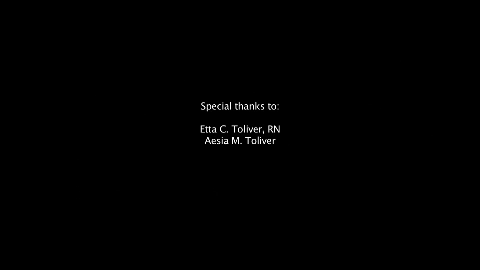 Special thanks to:
Etta C. Toliver, RN
Aesia M. Toliver